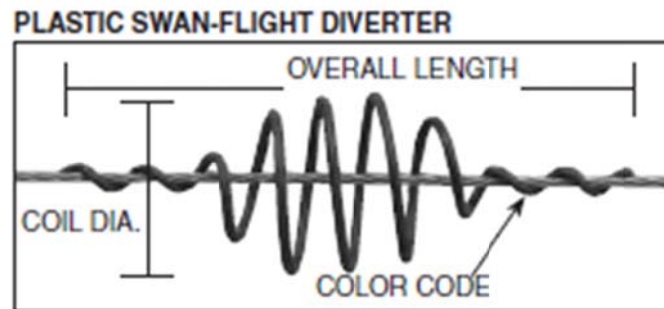 PLASTIC SWAN-FLIGHT DIVERTER
OVERALL LENGTH
COIL DIA.
COLOR CODE